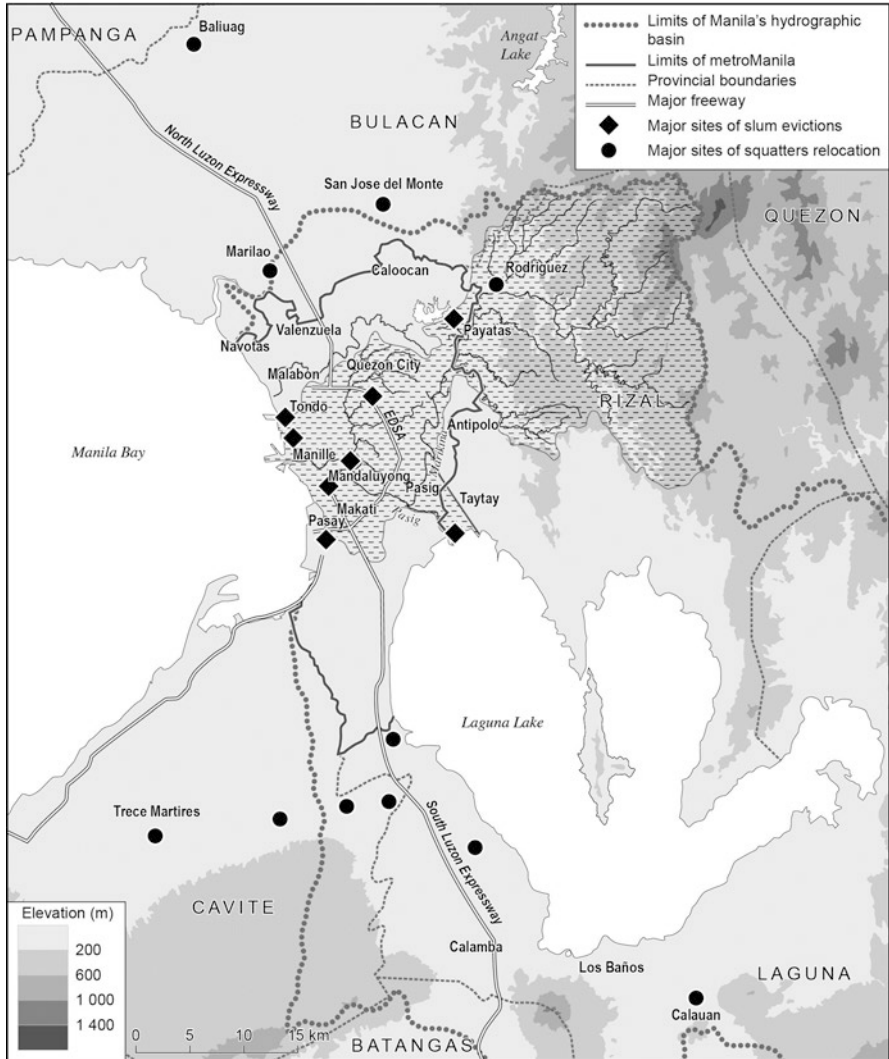 PAMPANGA
Baliuag
Angat
Lake
Limits of Manila's hydrographic
basin
Limits of metroManila
Provincial boundaries
Major freeway
Major sites of slum evictions
Major sites of squatters relocation
BULACAN
North Luzon Expressway
San Jose del Monte
QUEZON
Marilao
Caloocan
Rodriguez
Valenzuela
Payatas
Navotas
Malabon
Quezon City
RIZAL
Tondo
EDSA
Antipolo
Marikina
Manila Bay
Manille
Mandaluyong
Pasig
Taytay
Makati
Pasig
Pasay
Laguna Lake
Trece Martires
South Luzon Expressway
CAVITE
Elevation (m)
200
600
1 000
1 400
Calamba
Los Baños
LAGUNA
Calauan
0 5 10 15 km
BATANGAS